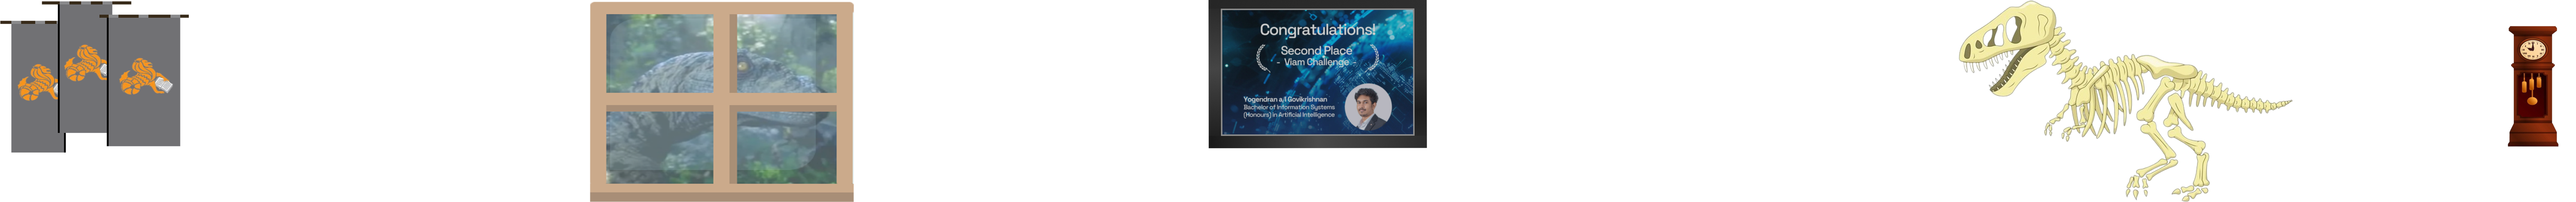 Congratulations!
Second Place
- Viam Challenge -
Yogendran a/l Govikrishnan
Bachelor of Information Systems
(Honours) in Artificial Intelligence